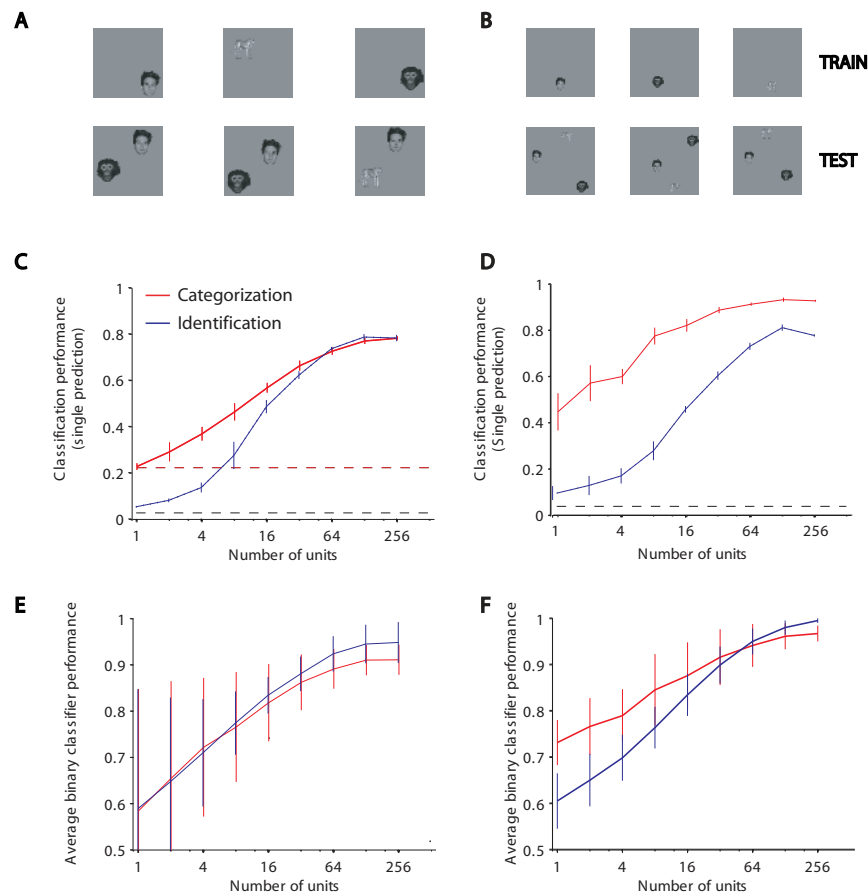 A
B
TRAIN
TEST
C
D
Classification performance
(single prediction)
1
0.8
0.6
0.4
0.2
0
Categorization
Identification
1
4
16
64
256
Number of units
Classification performance
(Single prediction)
1
0.8
0.6
0.4
0.2
0
1
4
16
64
256
Number of units
E
F
Average binary classifier performance
1
0.9
0.8
0.7
0.6
0.5
1
4
16
64
256
Number of units
Average binary classifier performance
1
0.9
0.8
0.7
0.6
0.5
1
4
16
64
256
Number of units